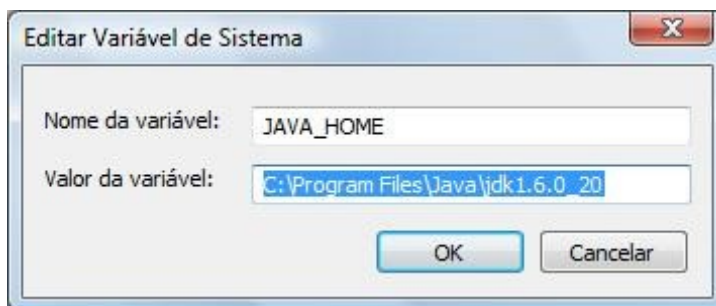 Editar Variável de Sistema
Nome da variável: JAVA_HOME
Valor da variável: C:\Program Files\Java\jdk1.6.0_20
OK Cancelar